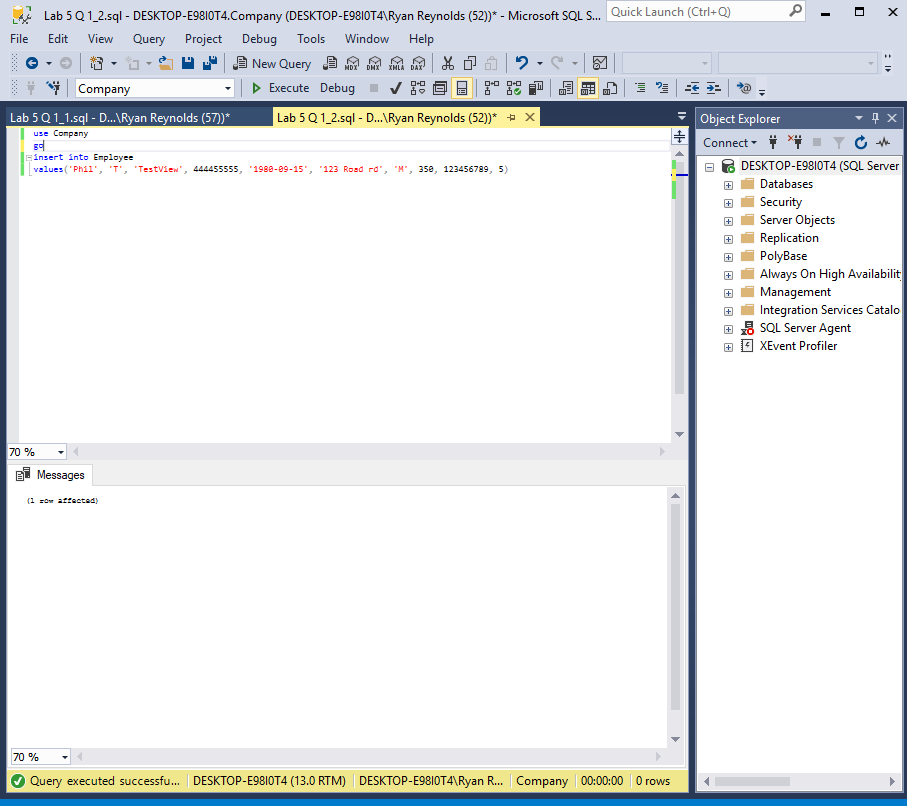 Lab 5 Q 1_2.sql - DESKTOP-E98I0T4.Company (DESKTOP-E98I0T4\Ryan Reynolds (52))* - Microsoft SQL S...
Quick Launch (Ctrl+Q)
File Edit View Query Project Debug Tools Window Help
New Query MDX DMX XMLA DAX
Company Execute Debug
Lab 5 Q 1_1.sql - D...\Ryan Reynolds (57))* Lab 5 Q 1_2.sql - D...\Ryan Reynolds (52))*
use Company
go
insert into Employee
values('Phil', 'T', 'TestView', 444455555, '1980-09-15', '123 Road rd', 'M', 350, 123456789, 5)
70 %
Messages
(1 row affected)
70 %
Query executed successfu... DESKTOP-E98I0T4 (13.0 RTM) DESKTOP-E98I0T4\Ryan R... Company 00:00:00 0 rows
Object Explorer
Connect
DESKTOP-E98I0T4 (SQL Server
Databases
Security
Server Objects
Replication
PolyBase
Always On High Availability
Management
Integration Services Catalo
SQL Server Agent
XEvent Profiler